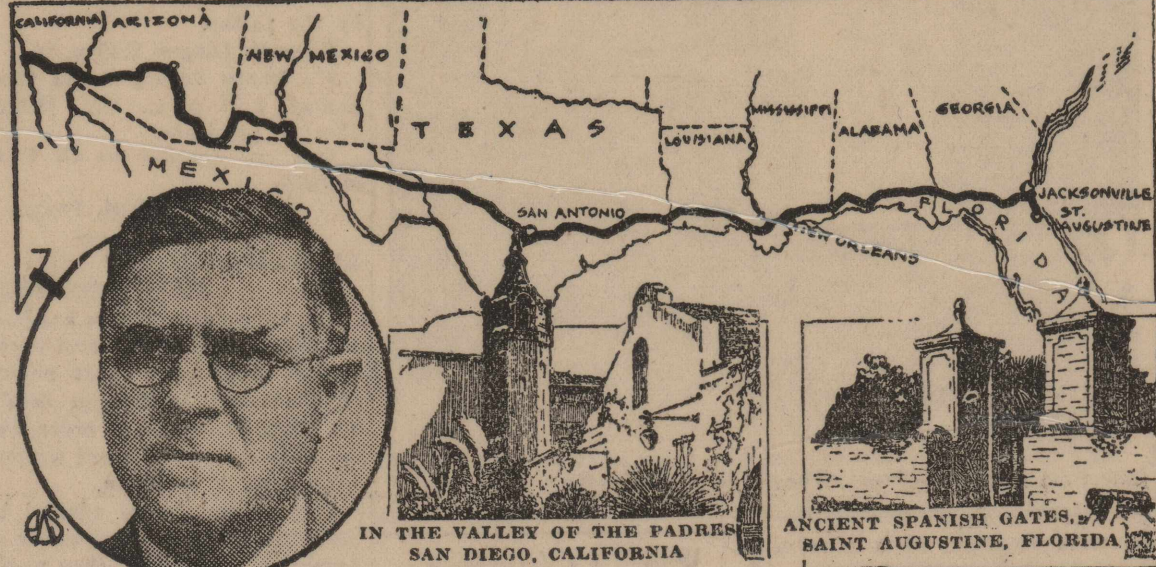 CALIFORNIA
ARIZONA
NEW MEXICO
TEXAS
LOUISIANA
MISSISSIPPI
ALABAMA
GEORGIA
MEXICO
SAN ANTONIO
NEW ORLEANS
FLORIDA
JACKSONVILLE
ST.
AUGUSTINE
IN THE VALLEY OF THE PADRES
SAN DIEGO, CALIFORNIA
ANCIENT SPANISH GATES,
SAINT AUGUSTINE, FLORIDA